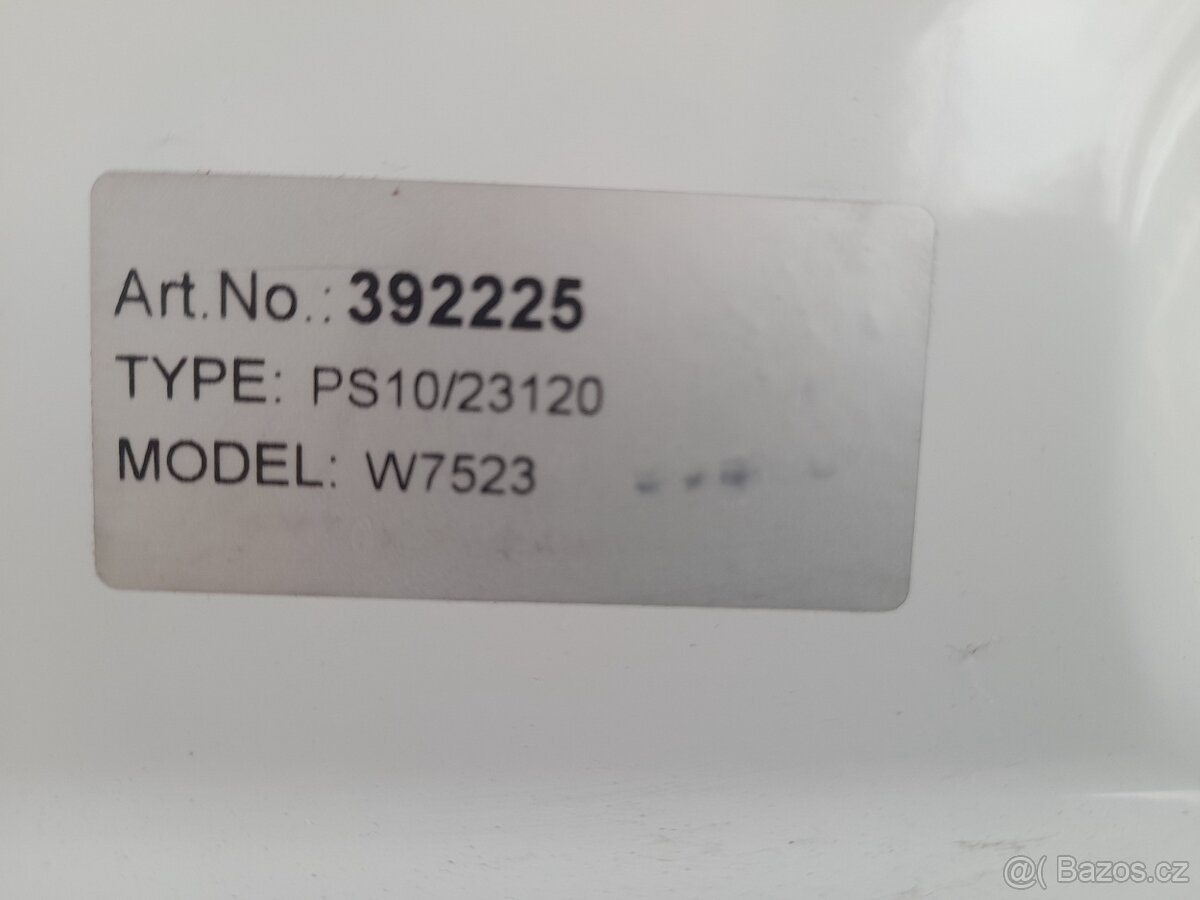 Art.No.: 392225
TYPE: PS10/23120
MODEL: W7523
@( Bazos.cz